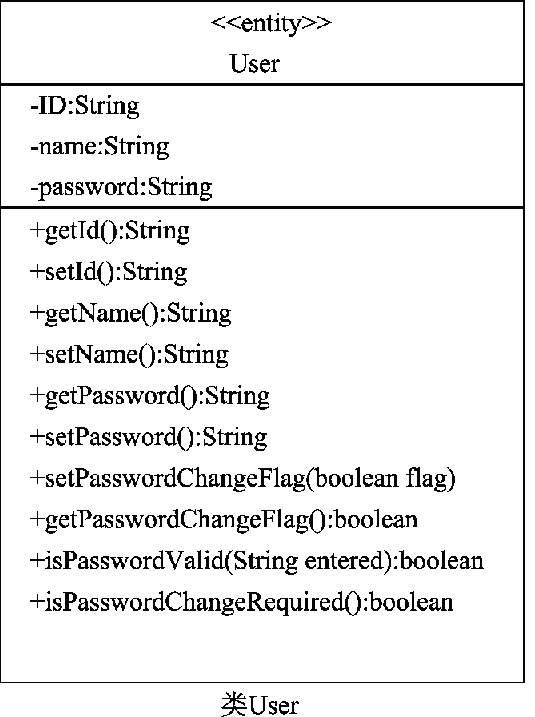 <<entity>>
User
-ID:String
-name:String
-password:String
+getId():String
+setId():String
+getName():String
+setName():String
+getPassword():String
+setPassword():String
+setPasswordChangeFlag(boolean flag)
+getPasswordChangeFlag():boolean
+isPasswordValid(String entered):boolean
+isPasswordChangeRequired():boolean
类User